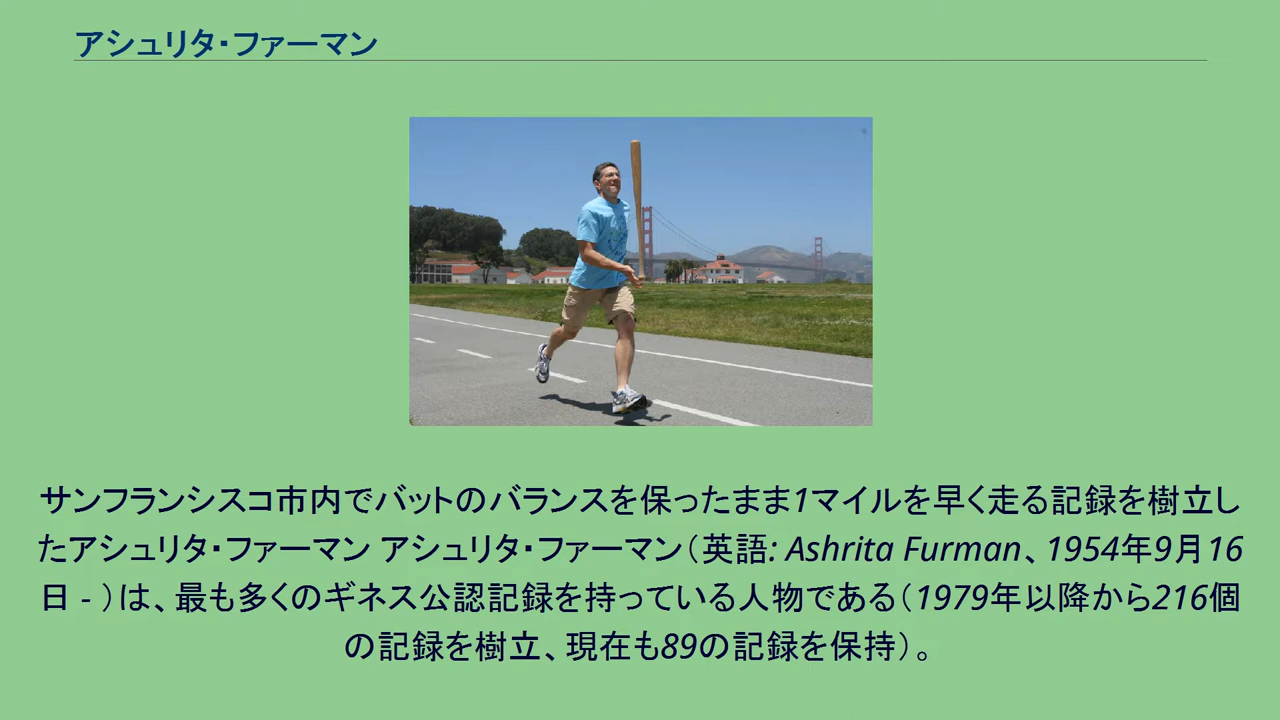 アシュリタ・ファーマン
サンフランシスコ市内でバットのバランスを保ったまま1マイルを早く走る記録を樹立し
たアシュリタ・ファーマン アシュリタ・ファーマン（英語: Ashrita Furman、1954年9月16
日 - ）は、最も多くのギネス公認記録を持っている人物である（1979年以降から216個
の記録を樹立、現在も89の記録を保持）。